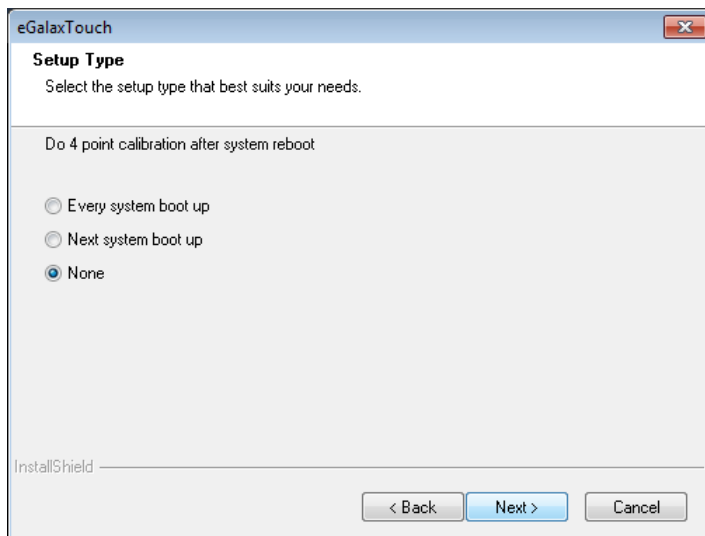 eGalaxTouch
Setup Type
Select the setup type that best suits your needs.
Do 4 point calibration after system reboot
Every system boot up
Next system boot up
None
InstallShield
< Back Next > Cancel